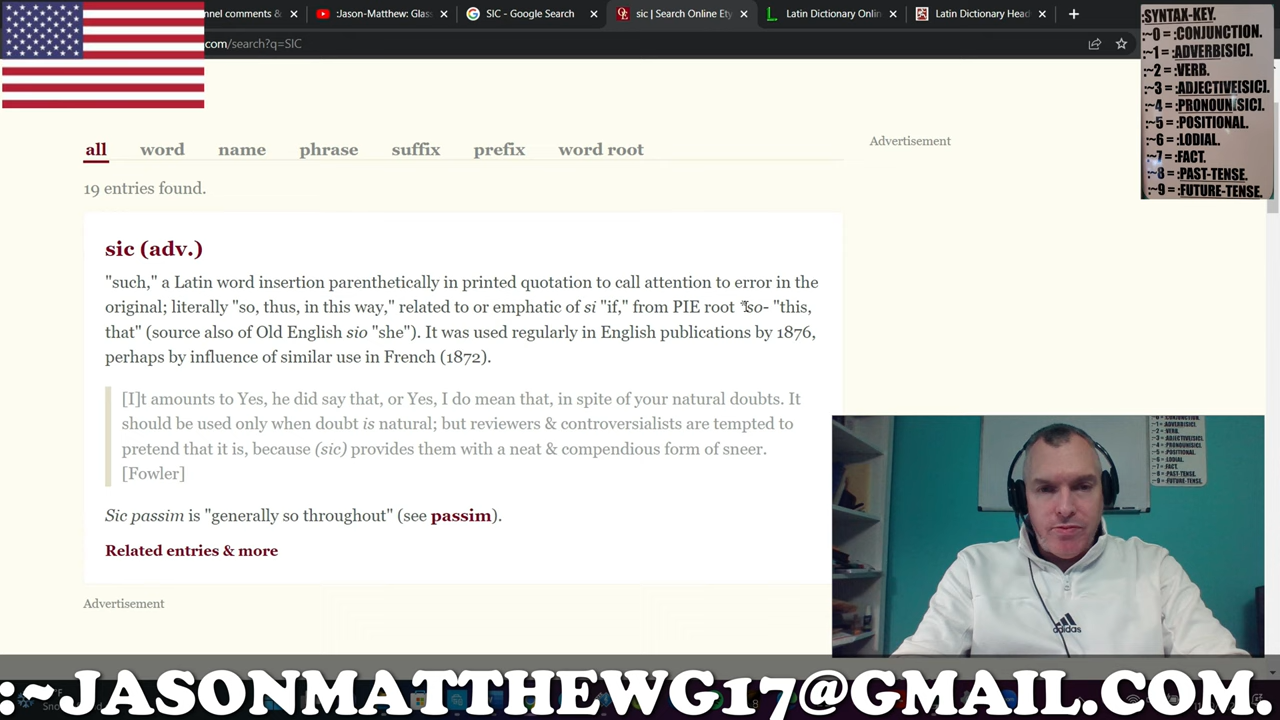 nnel comments &
:Jason-Matthew: Glas
SIC - Google Search
sic | Search Online Ety
Latin Dictionary Onlin
Latin Dictionary Head
com/search?q=SIC
:SYNTAX-KEY.
:~0 = :CONJUNCTION.
:~1 = :ADVERB[SIC].
:~2 = :VERB.
:~3 = :ADJECTIVE[SIC].
:~4 = :PRONOUN[SIC].
:~5 = :POSITIONAL.
:~6 = :LODIAL.
:~7 = :FACT.
:~8 = :PAST-TENSE.
:~9 = :FUTURE-TENSE.
all word name phrase suffix prefix word root
Advertisement
19 entries found.
sic (adv.)
"such," a Latin word insertion parenthetically in printed quotation to call attention to error in the
original; literally "so, thus, in this way," related to or emphatic of si "if," from PIE root *so- "this,
that" (source also of Old English sio "she"). It was used regularly in English publications by 1876,
perhaps by influence of similar use in French (1872).
[I]t amounts to Yes, he did say that, or Yes, I do mean that, in spite of your natural doubts. It
should be used only when doubt is natural; but reviewers & controversialists are tempted to
pretend that it is, because (sic) provides them with a neat & compendious form of sneer.
[Fowler]
Sic passim is "generally so throughout" (see passim).
Related entries & more
Advertisement
adidas
:~ JASONMATTHEWG17@GMAIL.COM.